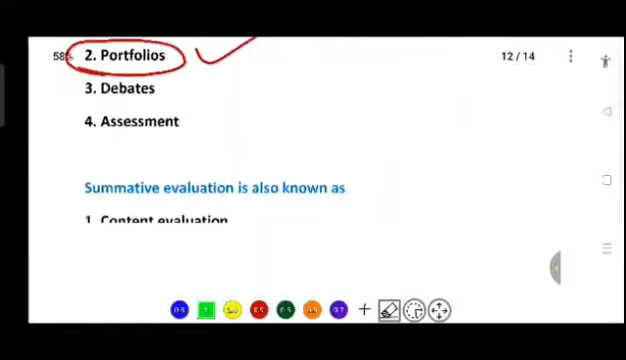 58%
2. Portfolios
12 / 14
3. Debates
4. Assessment
Summative evaluation is also known as
1. Content evaluation